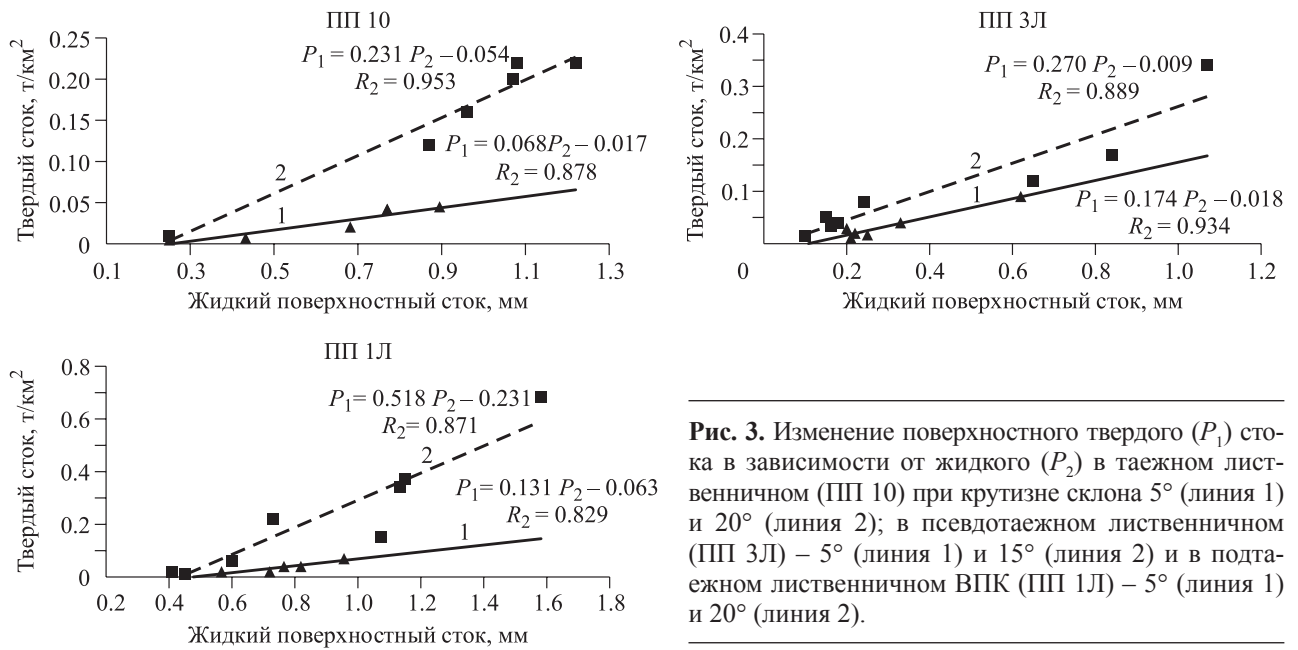 ПП 10
Твердый сток, т/км²
0.25
0.20
0.15
0.10
0.05
0
P₁= 0.231 P₂ – 0.054
R₂ = 0.953
P₁= 0.068P₂ – 0.017
R₂ = 0.878
2
1
0.1 0.3 0.5 0.7 0.9 1.1 1.3
Жидкий поверхностный сток, мм
ПП 3Л
Твердый сток, т/км²
0.4
0.3
0.2
0.1
P₁= 0.270 P₂ – 0.009
R₂ = 0.889
2
1
P₁= 0.174 P₂ – 0.018
R₂ = 0.934
0 0.2 0.4 0.6 0.8 1.0 1.2
Жидкий поверхностный сток, мм
ПП 1Л
Твердый сток, т/км²
0.8
0.6
0.4
0.2
0
P₁= 0.518 P₂ – 0.231
R₂= 0.871
2
P₁= 0.131 P₂ – 0.063
R₂ = 0.829
1
0.2 0.4 0.6 0.8 1.0 1.2 1.4 1.6 1.8
Жидкий поверхностный сток, мм
Рис. 3. Изменение поверхностного твердого (P₁) сто-
ка в зависимости от жидкого (P₂) в таежном лист-
венничном (ПП 10) при крутизне склона 5° (линия 1)
и 20° (линия 2); в псевдотаежном лиственничном
(ПП 3Л) – 5° (линия 1) и 15° (линия 2) и в подта-
ежном лиственничном ВПК (ПП 1Л) – 5° (линия 1)
и 20° (линия 2).